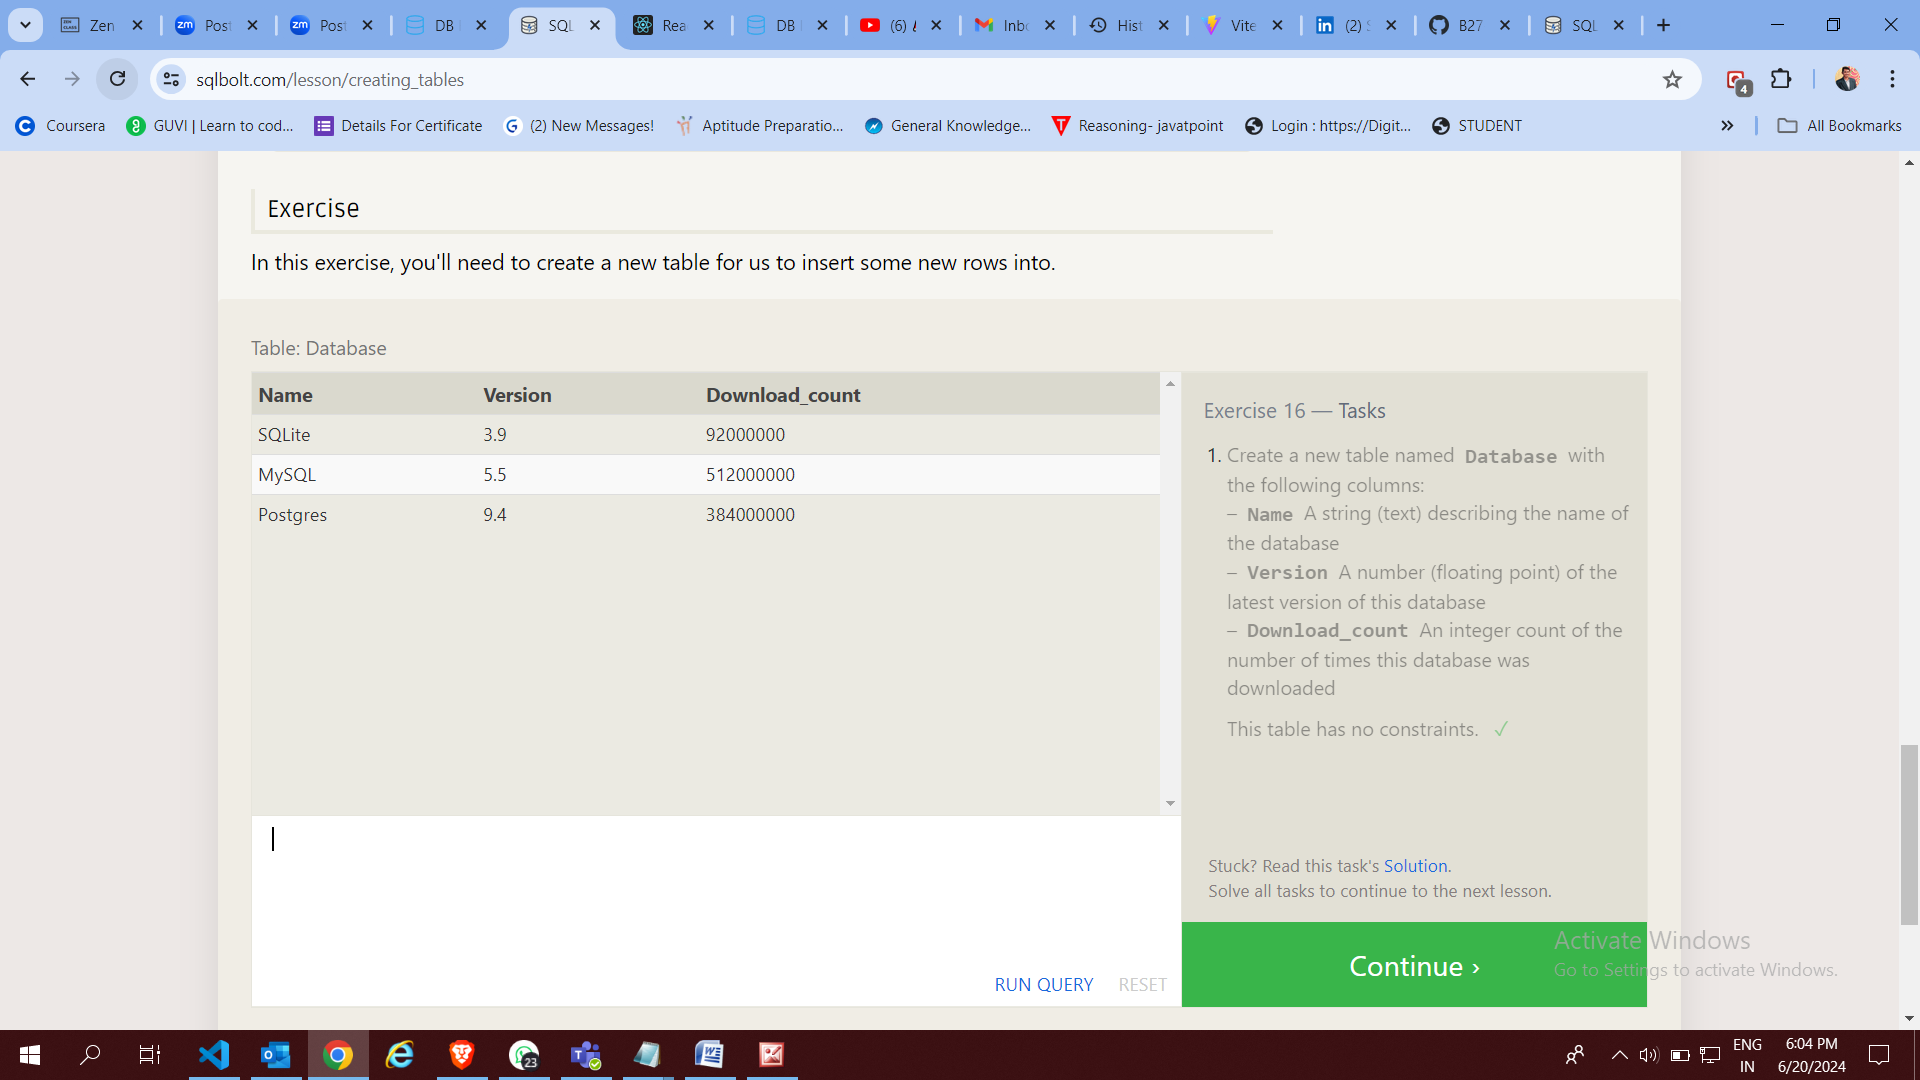 Zen
Post
Post
DB
SQL
Rea
DB
(6)
Inbo
Hist
Vite
(2) S
B27
SQL
sqlbolt.com/lesson/creating_tables
4
Coursera
GUVI | Learn to cod...
Details For Certificate
(2) New Messages!
Aptitude Preparatio...
General Knowledge...
Reasoning- javatpoint
Login : https://Digit...
STUDENT
All Bookmarks
Exercise
In this exercise, you'll need to create a new table for us to insert some new rows into.
Table: Database
Name Version Download_count
SQLite 3.9 92000000
MySQL 5.5 512000000
Postgres 9.4 384000000
Exercise 16 — Tasks
1. Create a new table named Database with
the following columns:
– Name A string (text) describing the name of
the database
– Version A number (floating point) of the
latest version of this database
– Download_count An integer count of the
number of times this database was
downloaded
This table has no constraints. ✓
Stuck? Read this task's Solution.
Solve all tasks to continue to the next lesson.
RUN QUERY RESET
Continue ›
Activate Windows
Go to Settings to activate Windows.
23
ENG
IN
6:04 PM
6/20/2024